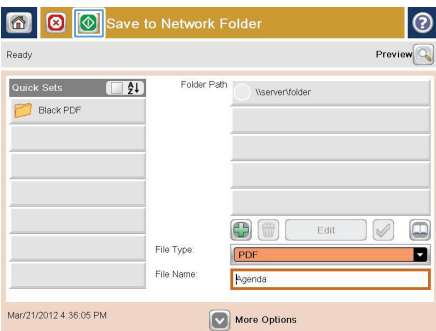 Save to Network Folder
Ready
Preview
Quick Sets
Folder Path
\\server\folder
Black PDF
Edit
File Type:
PDF
File Name:
Agenda
Mar/21/2012 4:36:05 PM
More Options